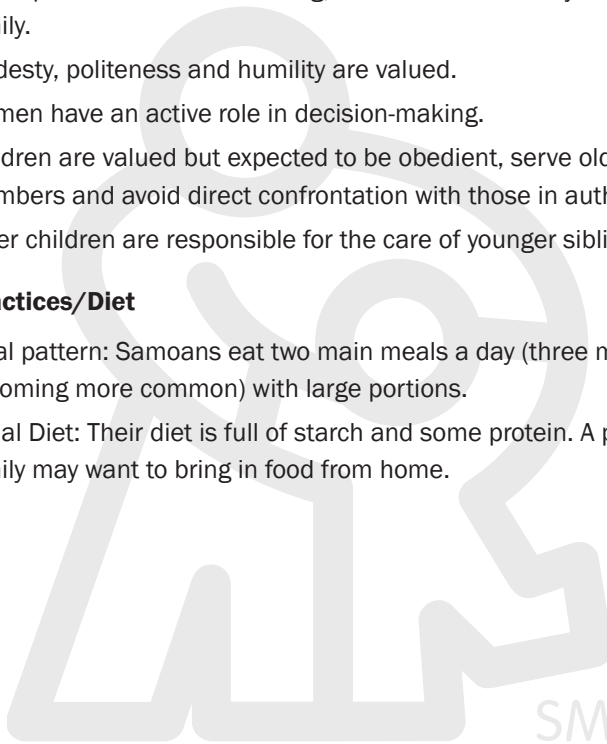 ily.
desty, politeness and humility are valued.
men have an active role in decision-making.
dren are valued but expected to be obedient, serve old
mbers and avoid direct confrontation with those in auth
er children are responsible for the care of younger sibli
actices/Diet
al pattern: Samoans eat two main meals a day (three m
oming more common) with large portions.
al Diet: Their diet is full of starch and some protein. A p
ily may want to bring in food from home.
SM